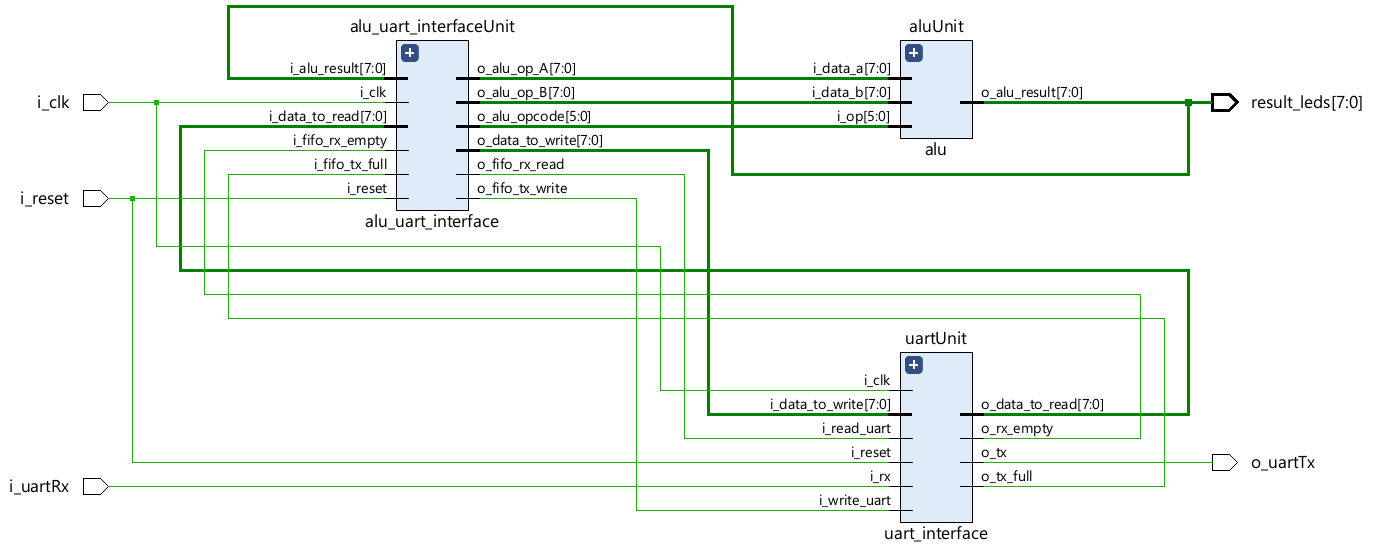 alu_uart_interfaceUnit
i_alu_result[7:0]
i_clk
i_data_to_read[7:0]
i_fifo_rx_empty
i_fifo_tx_full
i_reset
o_alu_op_A[7:0]
o_alu_op_B[7:0]
o_alu_opcode[5:0]
o_data_to_write[7:0]
o_fifo_rx_read
o_fifo_tx_write
alu_uart_interface
aluUnit
i_data_a[7:0]
i_data_b[7:0]
i_op[5:0]
o_alu_result[7:0]
alu
i_clk
i_reset
i_uartRx
result_leds[7:0]
uartUnit
i_clk
i_data_to_write[7:0]
i_read_uart
i_reset
i_rx
i_write_uart
o_data_to_read[7:0]
o_rx_empty
o_tx
o_tx_full
uart_interface
o_uartTx